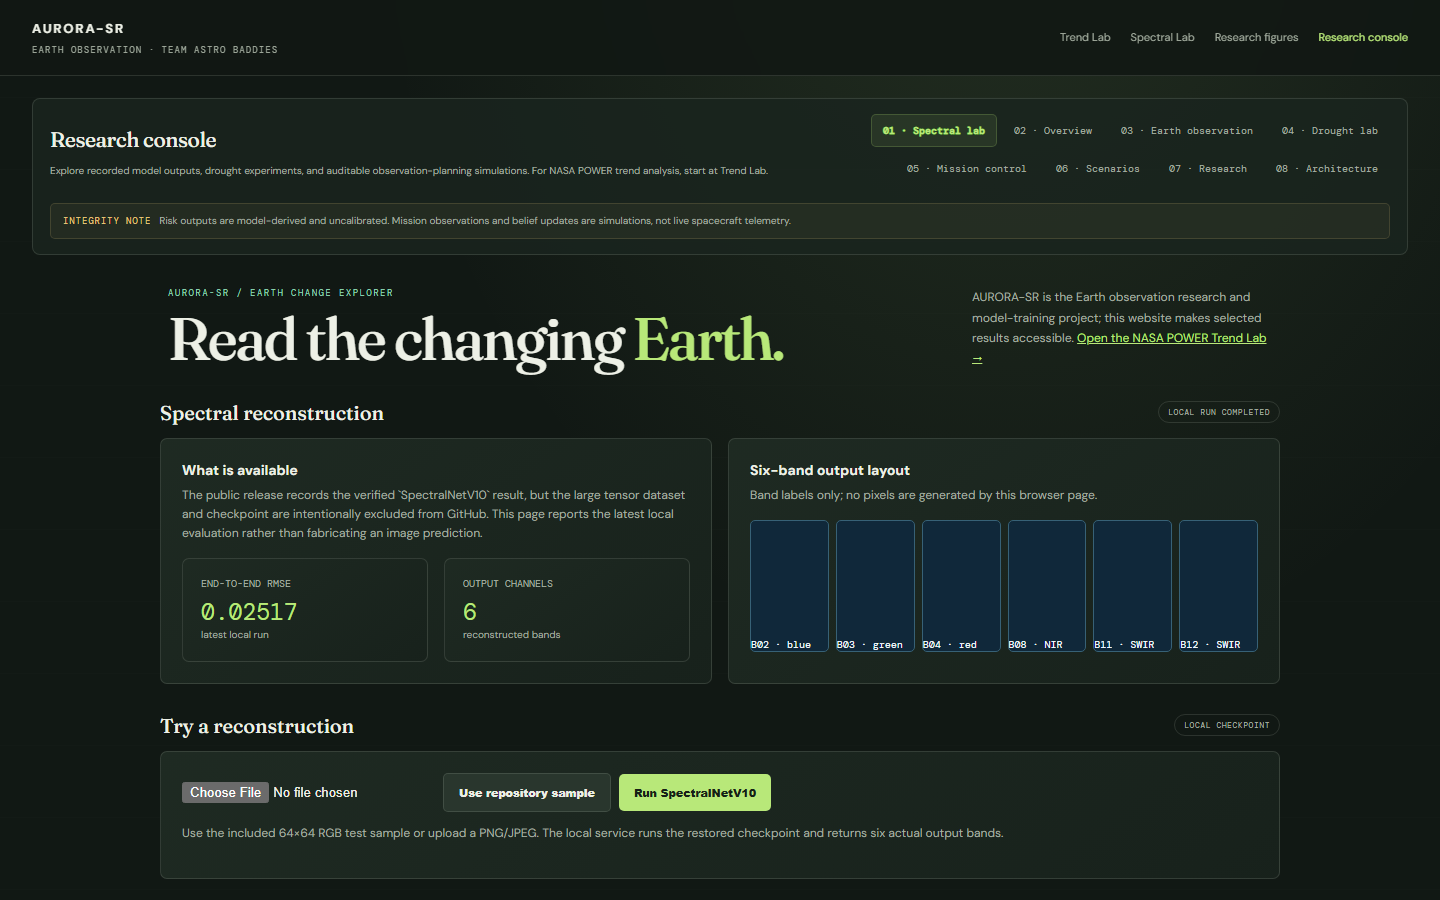 AURORA-SR
EARTH OBSERVATION · TEAM ASTRO BADDIES
Trend Lab
Spectral Lab
Research figures
Research console
Research console
Explore recorded model outputs, drought experiments, and auditable observation-planning simulations. For NASA POWER trend analysis, start at Trend Lab.
01 · Spectral lab
02 · Overview
03 · Earth observation
04 · Drought lab
05 · Mission control
06 · Scenarios
07 · Research
08 · Architecture
INTEGRITY NOTE Risk outputs are model-derived and uncalibrated. Mission observations and belief updates are simulations, not live spacecraft telemetry.
AURORA-SR / EARTH CHANGE EXPLORER
Read the changing Earth.
AURORA-SR is the Earth observation research and
model-training project; this website makes selected
results accessible. Open the NASA POWER Trend Lab
→
Spectral reconstruction
LOCAL RUN COMPLETED
What is available
The public release records the verified `SpectralNetV10` result, but the large tensor dataset
and checkpoint are intentionally excluded from GitHub. This page reports the latest local
evaluation rather than fabricating an image prediction.
END-TO-END RMSE
0.02517
latest local run
OUTPUT CHANNELS
6
reconstructed bands
Six-band output layout
Band labels only; no pixels are generated by this browser page.
B02 · blue
B03 · green
B04 · red
B08 · NIR
B11 · SWIR
B12 · SWIR
Try a reconstruction
LOCAL CHECKPOINT
Choose File No file chosen
Use repository sample
Run SpectralNetV10
Use the included 64×64 RGB test sample or upload a PNG/JPEG. The local service runs the restored checkpoint and returns six actual output bands.